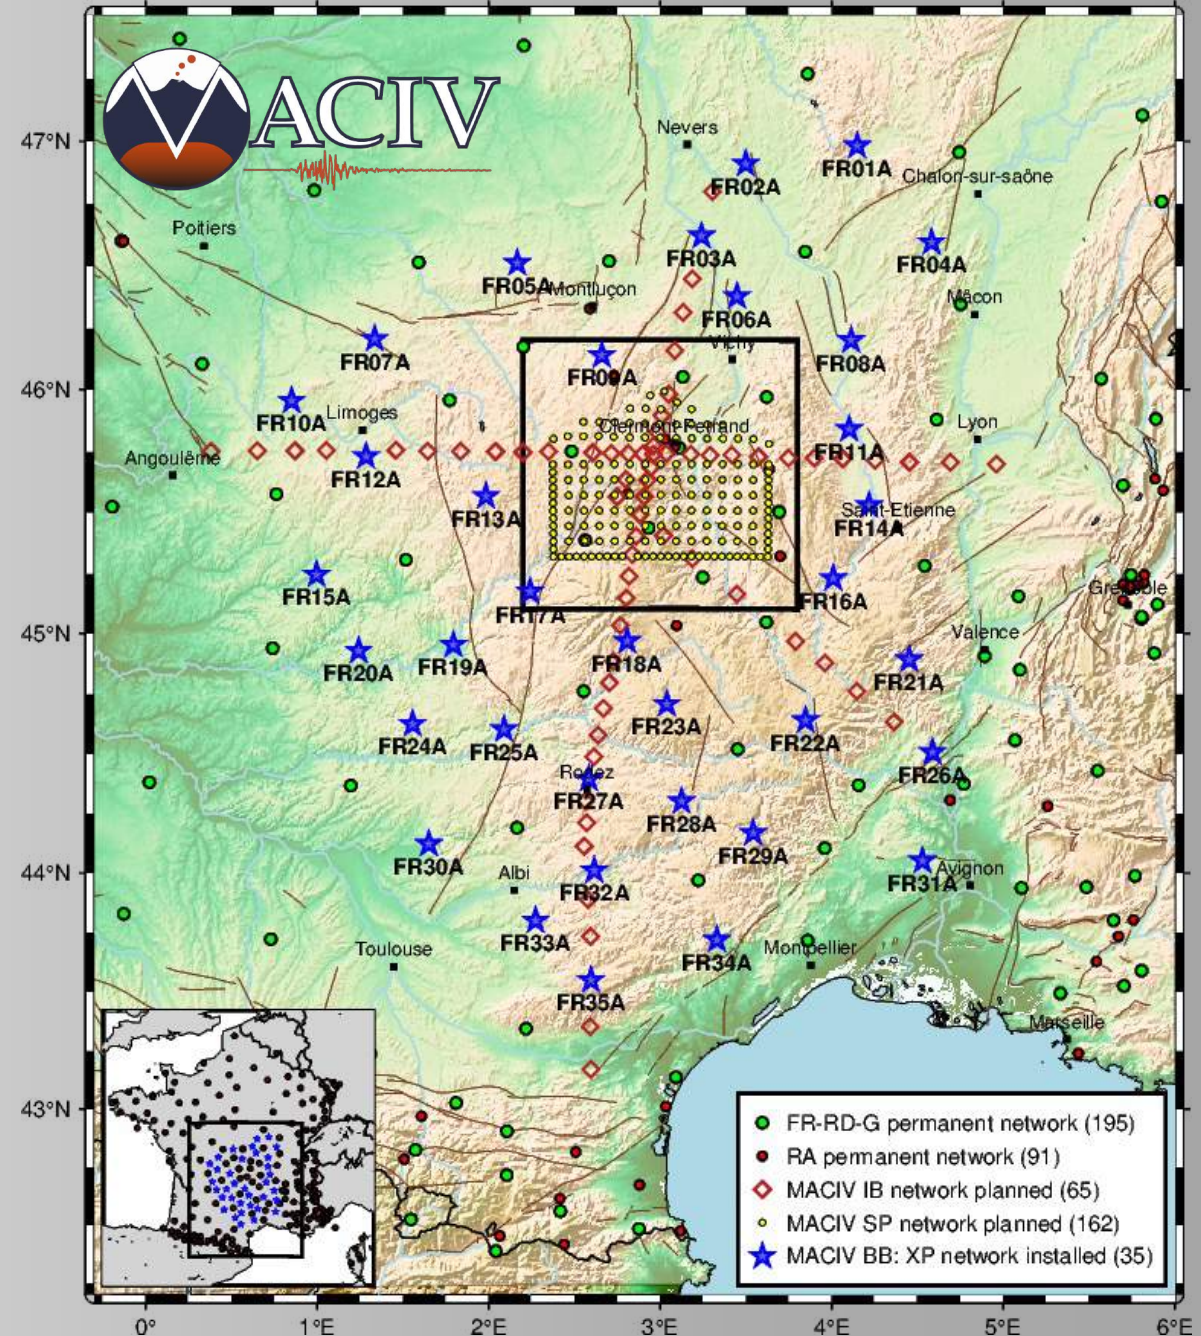 ACIV
47°N
Nevers
FR01A
FR02A
Chalon-sur-saône
Poitiers
FR03A
FR04A
FR05A
Montluçon
Mâcon
FR06A
Vichy
FR07A
FR08A
46°N
FR09A
FR10A
Limoges
Clermont-Ferrand
Lyon
FR11A
Angoulême
FR12A
FR13A
Saint-Etienne
FR14A
FR15A
Grenoble
FR16A
FR17A
45°N
Valence
FR18A
FR19A
FR20A
FR21A
FR23A
FR22A
FR24A
FR25A
Rodez
FR26A
FR27A
FR28A
FR29A
FR30A
44°N
Albi
Avignon
FR31A
FR32A
FR33A
Toulouse
Montpellier
FR34A
FR35A
Marseille
43°N
FR-RD-G permanent network (195)
RA permanent network (91)
MACIV IB network planned (65)
MACIV SP network planned (162)
MACIV BB: XP network installed (35)
0° 1°E 2°E 3°E 4°E 5°E 6°E